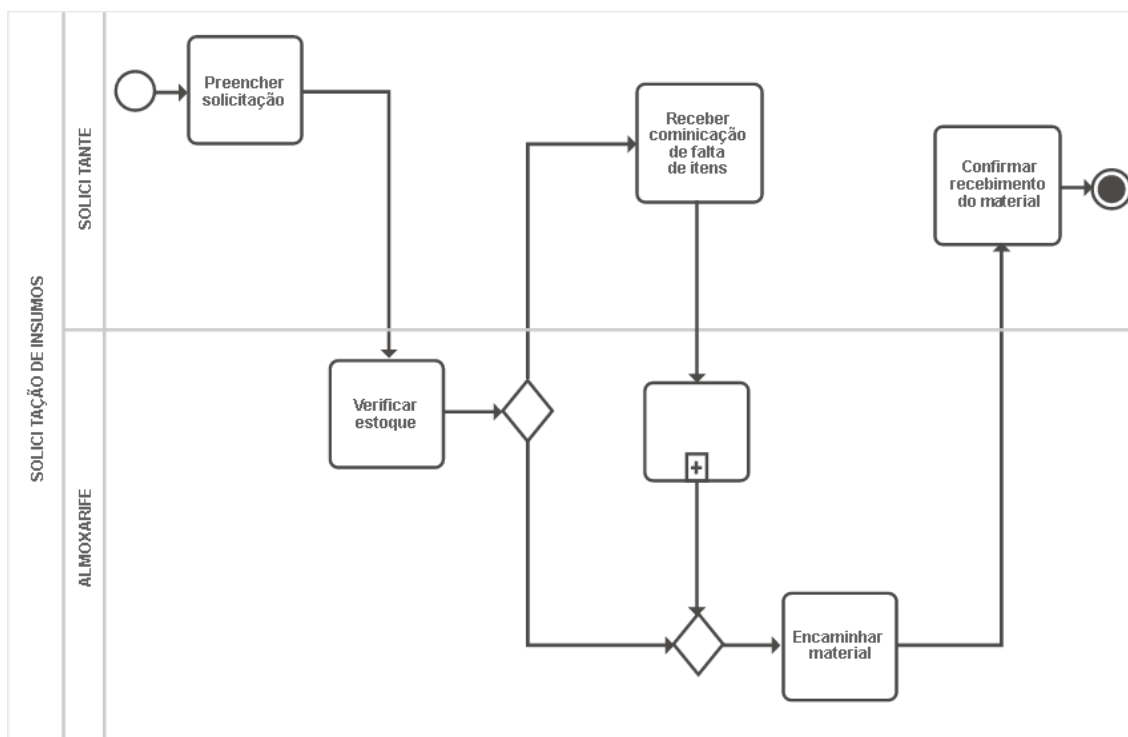 SOLICI TAÇÃO DE INSUMOS
SOLICI TANTE
Preencher
solicitação
Receber
cominicação
de falta
de itens
Confirmar
recebimento
do material
ALMOXARIFE
Verificar
estoque
+
Encaminhar
material